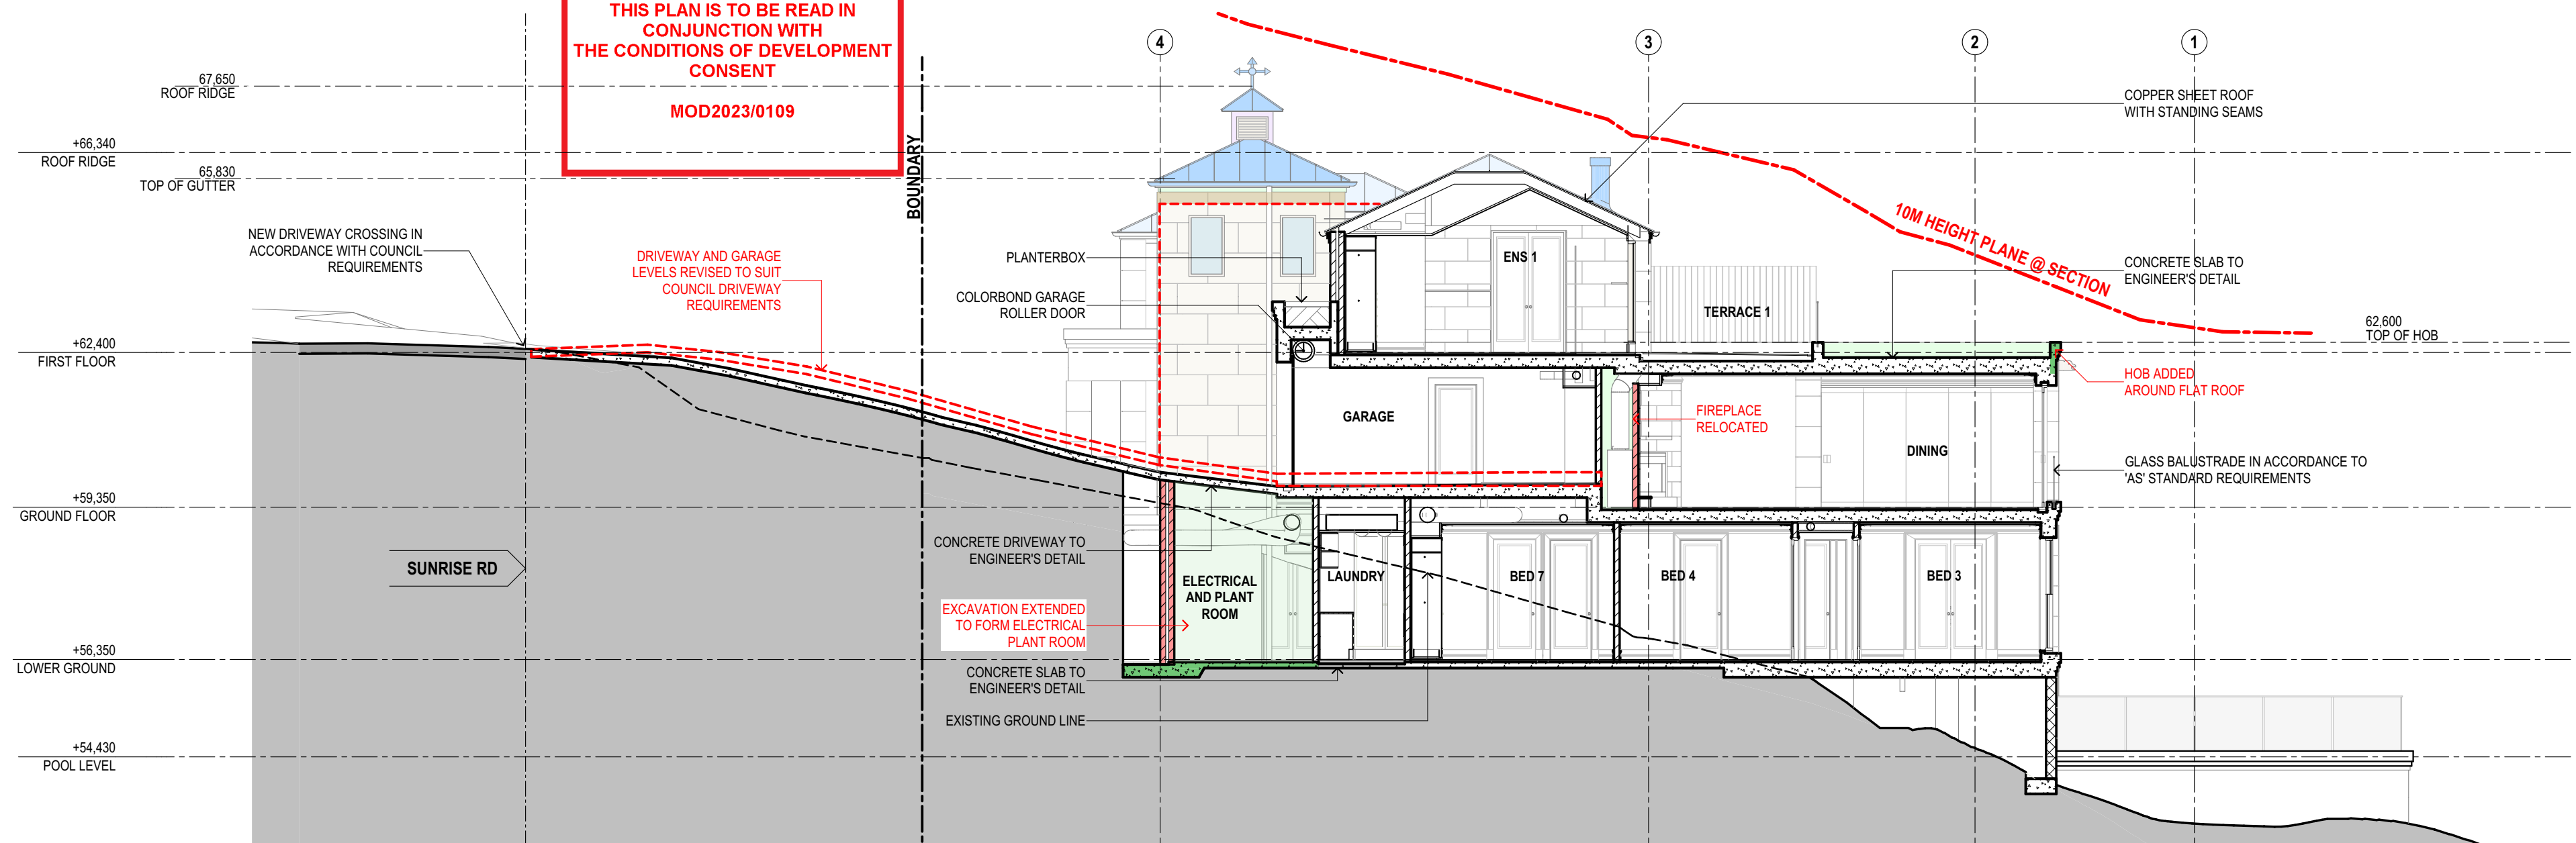 THIS PLAN IS TO BE READ IN
CONJUNCTION WITH
THE CONDITIONS OF DEVELOPMENT
CONSENT
MOD2023/0109
4
3
2
1
67,650
ROOF RIDGE
+66,340
ROOF RIDGE
65,830
TOP OF GUTTER
BOUNDARY
COPPER SHEET ROOF
WITH STANDING SEAMS
NEW DRIVEWAY CROSSING IN
ACCORDANCE WITH COUNCIL
REQUIREMENTS
DRIVEWAY AND GARAGE
LEVELS REVISED TO SUIT
COUNCIL DRIVEWAY
REQUIREMENTS
PLANTERBOX
COLORBOND GARAGE
ROLLER DOOR
ENS 1
TERRACE 1
10M HEIGHT PLANE @ SECTION
CONCRETE SLAB TO
ENGINEER'S DETAIL
62,600
TOP OF HOB
+62,400
FIRST FLOOR
HOB ADDED
AROUND FLAT ROOF
GARAGE
FIREPLACE
RELOCATED
DINING
GLASS BALUSTRADE IN ACCORDANCE TO
'AS' STANDARD REQUIREMENTS
+59,350
GROUND FLOOR
SUNRISE RD
CONCRETE DRIVEWAY TO
ENGINEER'S DETAIL
ELECTRICAL
AND PLANT
ROOM
LAUNDRY
BED 7
BED 4
BED 3
EXCAVATION EXTENDED
TO FORM ELECTRICAL
PLANT ROOM
+56,350
LOWER GROUND
CONCRETE SLAB TO
ENGINEER'S DETAIL
EXISTING GROUND LINE
+54,430
POOL LEVEL